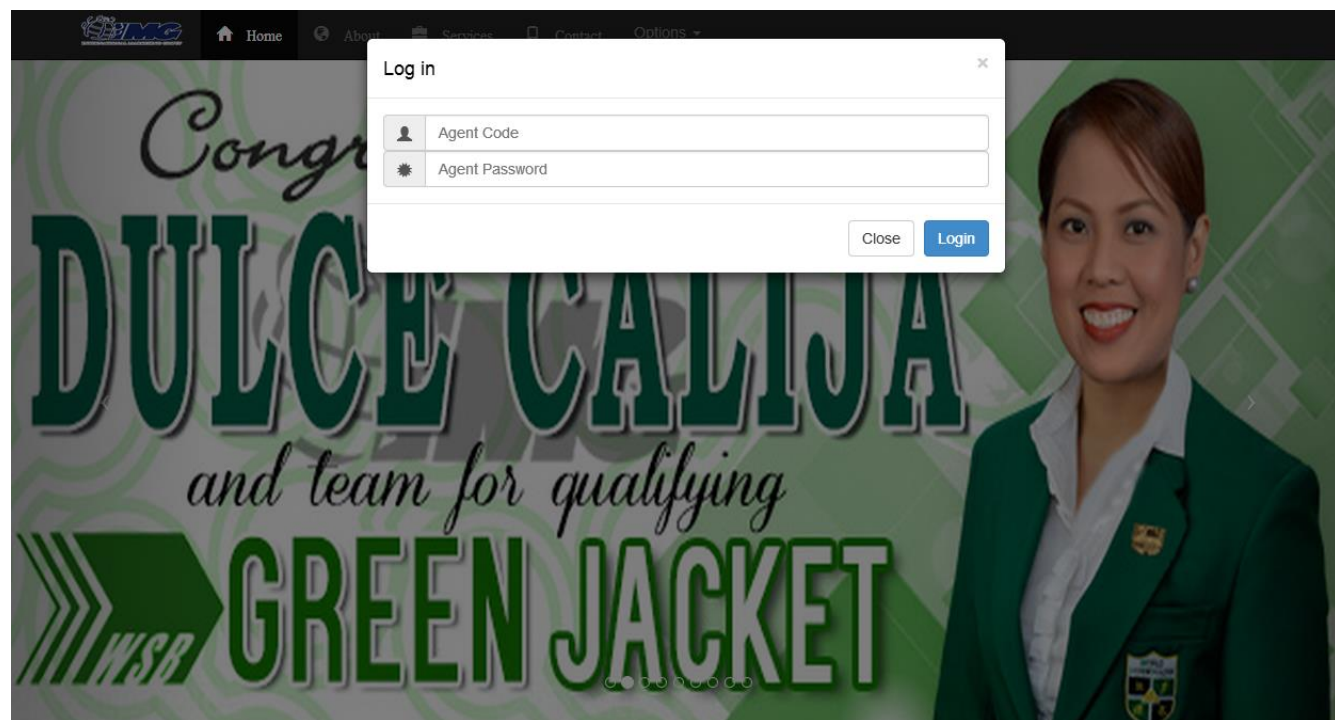 IMG
Home
About
Services
Contact
Options
Log in
×
Agent Code
Agent Password
Close
Login
Congr
DULCE CALIJA
and team for qualifying
WSB
GREEN JACKET